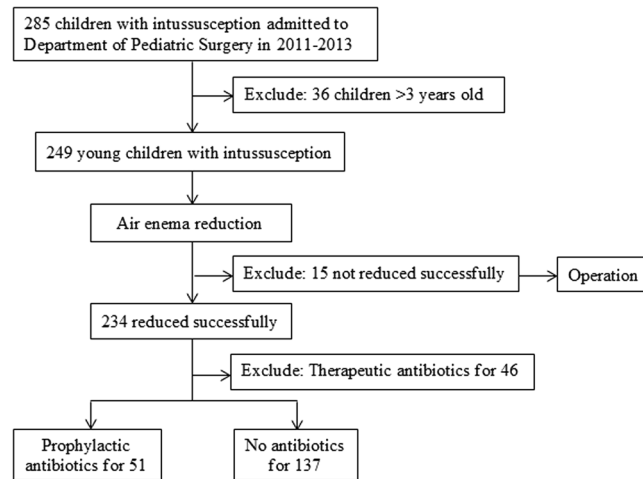 285 children with intussusception admitted to
Department of Pediatric Surgery in 2011-2013
Exclude: 36 children >3 years old
249 young children with intussusception
Air enema reduction
Exclude: 15 not reduced successfully
Operation
234 reduced successfully
Exclude: Therapeutic antibiotics for 46
Prophylactic
antibiotics for 51
No antibiotics
for 137